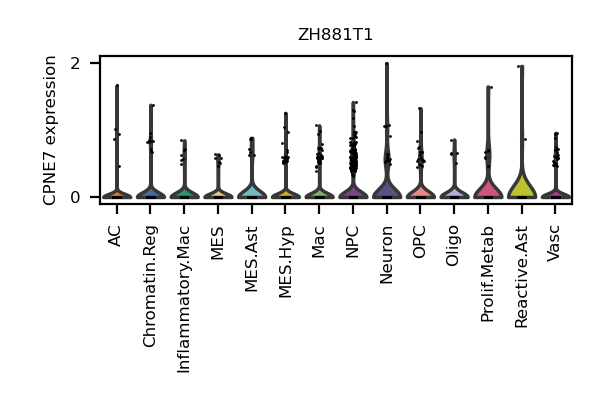 ZH881T1
CPNE7 expression
2
0
AC
Chromatin.Reg
Inflammatory.Mac
MES
MES.Ast
MES.Hyp
Mac
NPC
Neuron
OPC
Oligo
Prolif.Metab
Reactive.Ast
Vasc